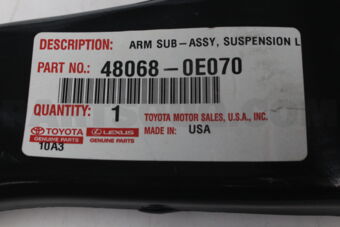 DESCRIPTION: ARM SUB-ASSY, SUSPENSION L
PART NO.: 48068-0E070
QUANTITY: 1 TOYOTA MOTOR SALES, U.S.A., INC.
MADE IN: USA
TOYOTA LEXUS
GENUINE PARTS GENUINE PARTS
10A3